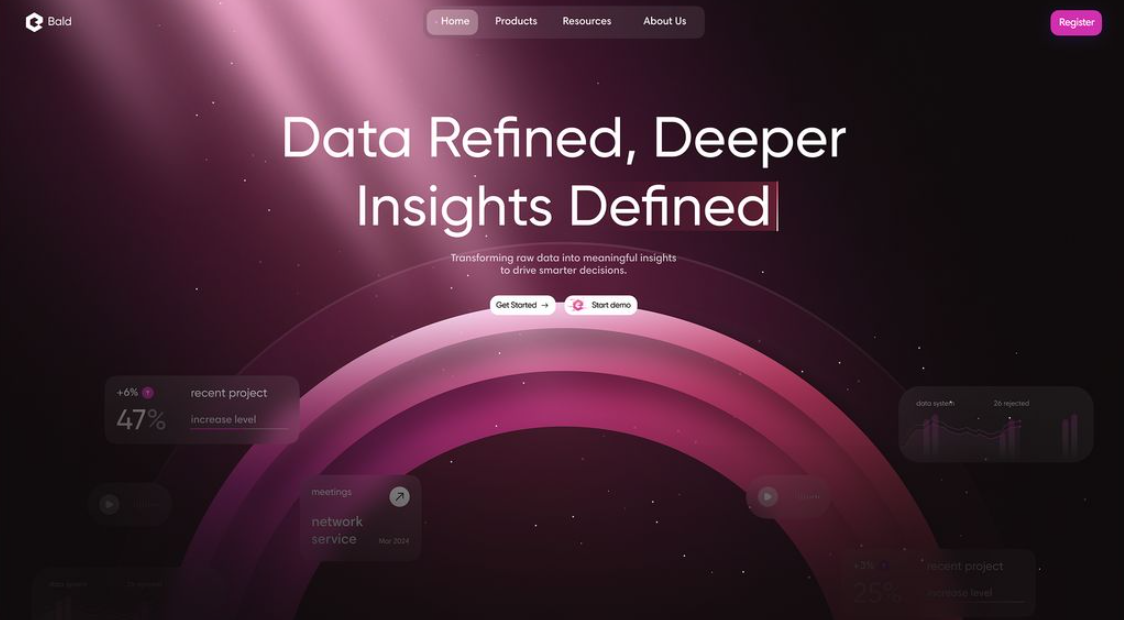 Bald
Home
Products
Resources
About Us
Register
Data Refined, Deeper
Insights Defined
Transforming raw data into meaningful insights
to drive smarter decisions.
Get Started →
Start demo
+6%
recent project
47%
increase level
data system
26 rejected
meetings
network
service
Mar 2024
+3%
recent project
25%
increase level